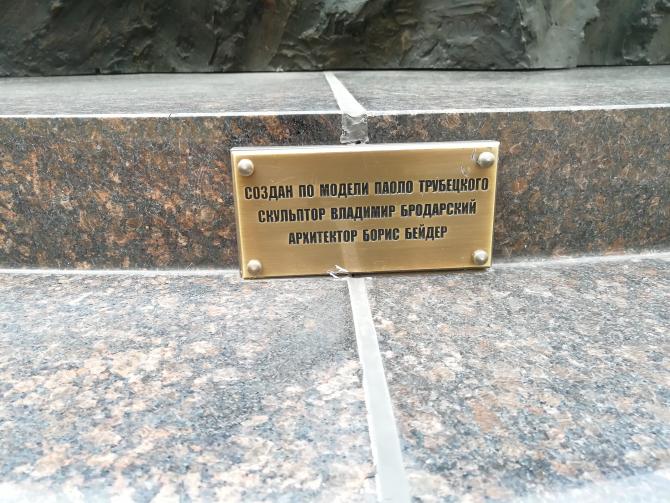 СОЗДАН ПО МОДЕЛИ ПАОЛО ТРУБЕЦКОГО
СКУЛЬПТОР ВЛАДИМИР БРОДАРСКИЙ
АРХИТЕКТОР БОРИС БЕЙДЕР